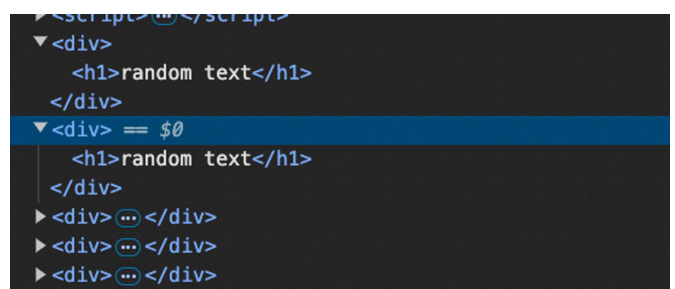 <script>…</script>
<div>
<h1>random text</h1>
</div>
<div> == $0
<h1>random text</h1>
</div>
<div>…</div>
<div>…</div>
<div>…</div>